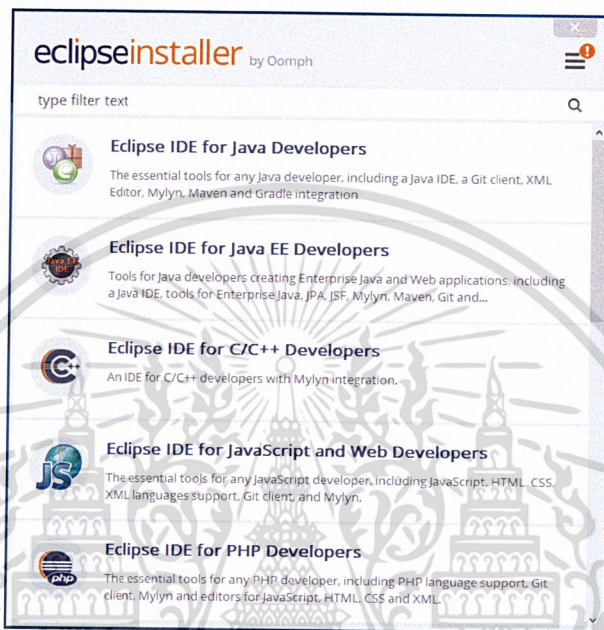 eclipseinstaller by Oomph
type filter text
Eclipse IDE for Java Developers
The essential tools for any Java developer, including a Java IDE, a Git client, XML
Editor, Mylyn, Maven and Gradle integration
Eclipse IDE for Java EE Developers
Tools for Java developers creating Enterprise Java and Web applications, including
a Java IDE, tools for Enterprise Java, JPA, JSF, Mylyn, Maven, Git and...
Java EE
IDE
Eclipse IDE for C/C++ Developers
An IDE for C/C++ developers with Mylyn integration.
C++
Eclipse IDE for JavaScript and Web Developers
The essential tools for any JavaScript developer, including JavaScript, HTML, CSS,
XML languages support, Git client, and Mylyn.
JS
Eclipse IDE for PHP Developers
The essential tools for any PHP developer, including PHP language support, Git
client, Mylyn and editors for JavaScript, HTML, CSS and XML.
php